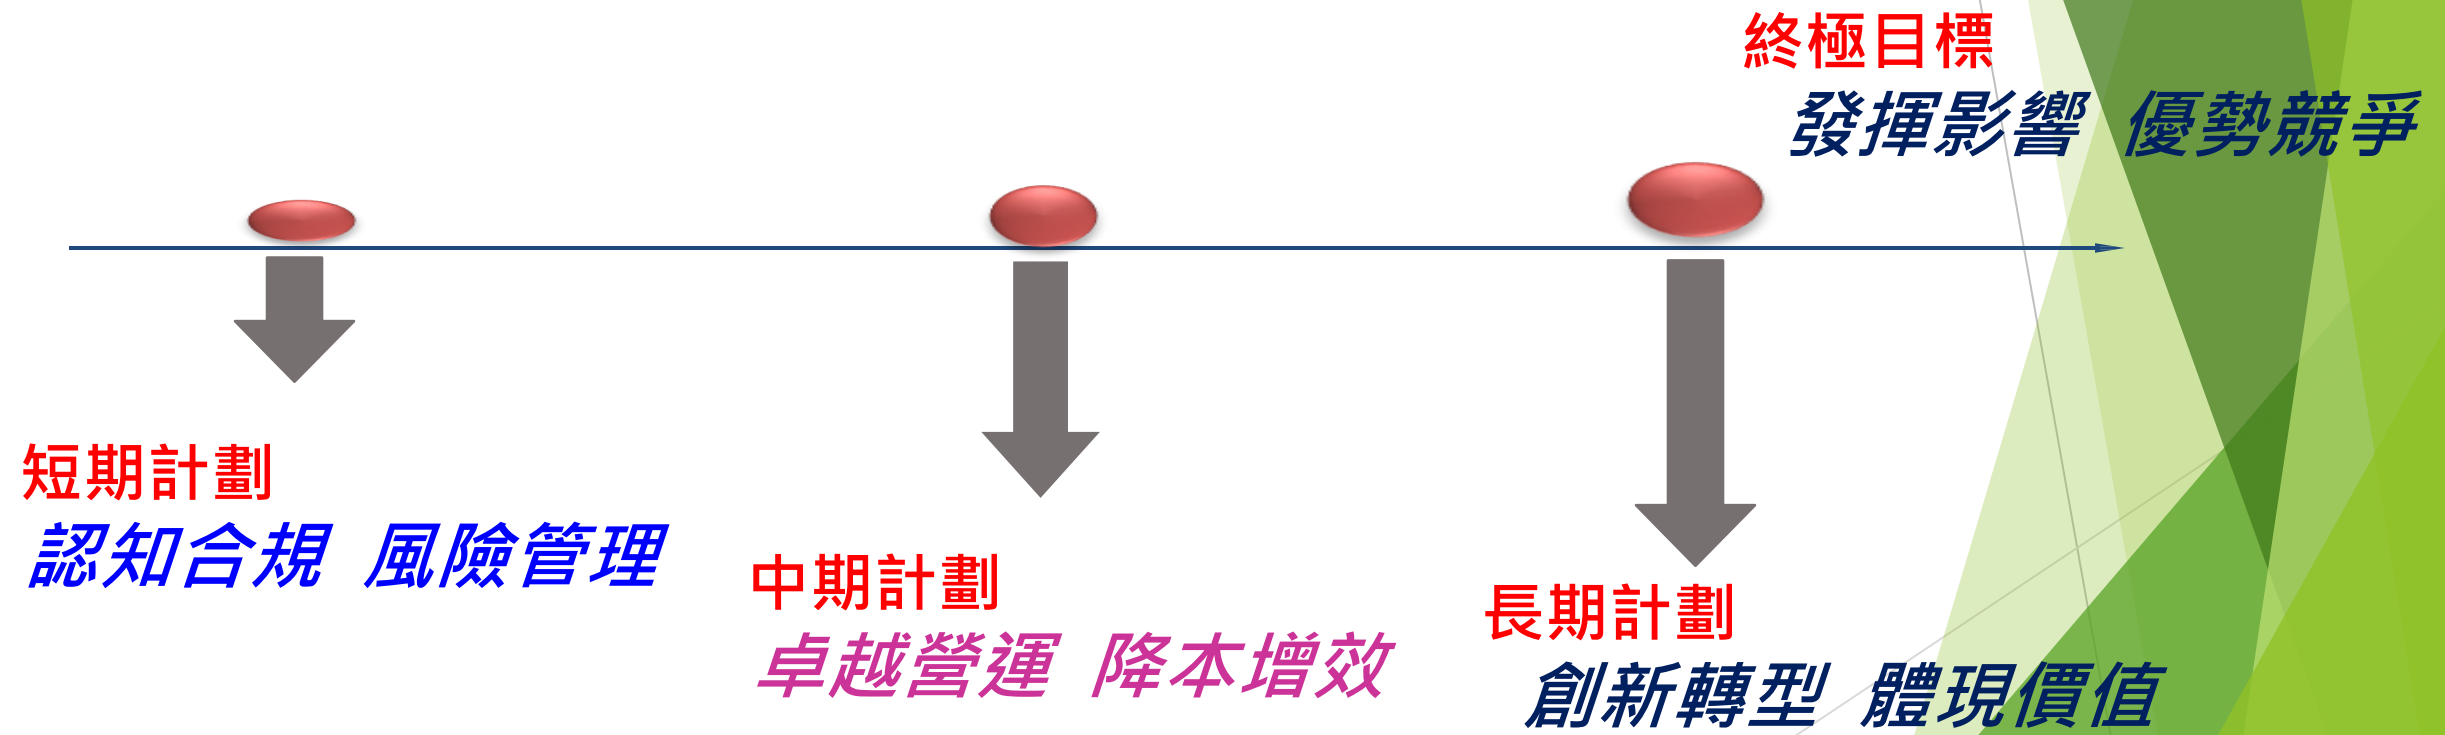 終極目標
發揮影響 優勢競爭
短期計劃
認知合規 風險管理
中期計劃
卓越營運 降本增效
長期計劃
創新轉型 體現價值